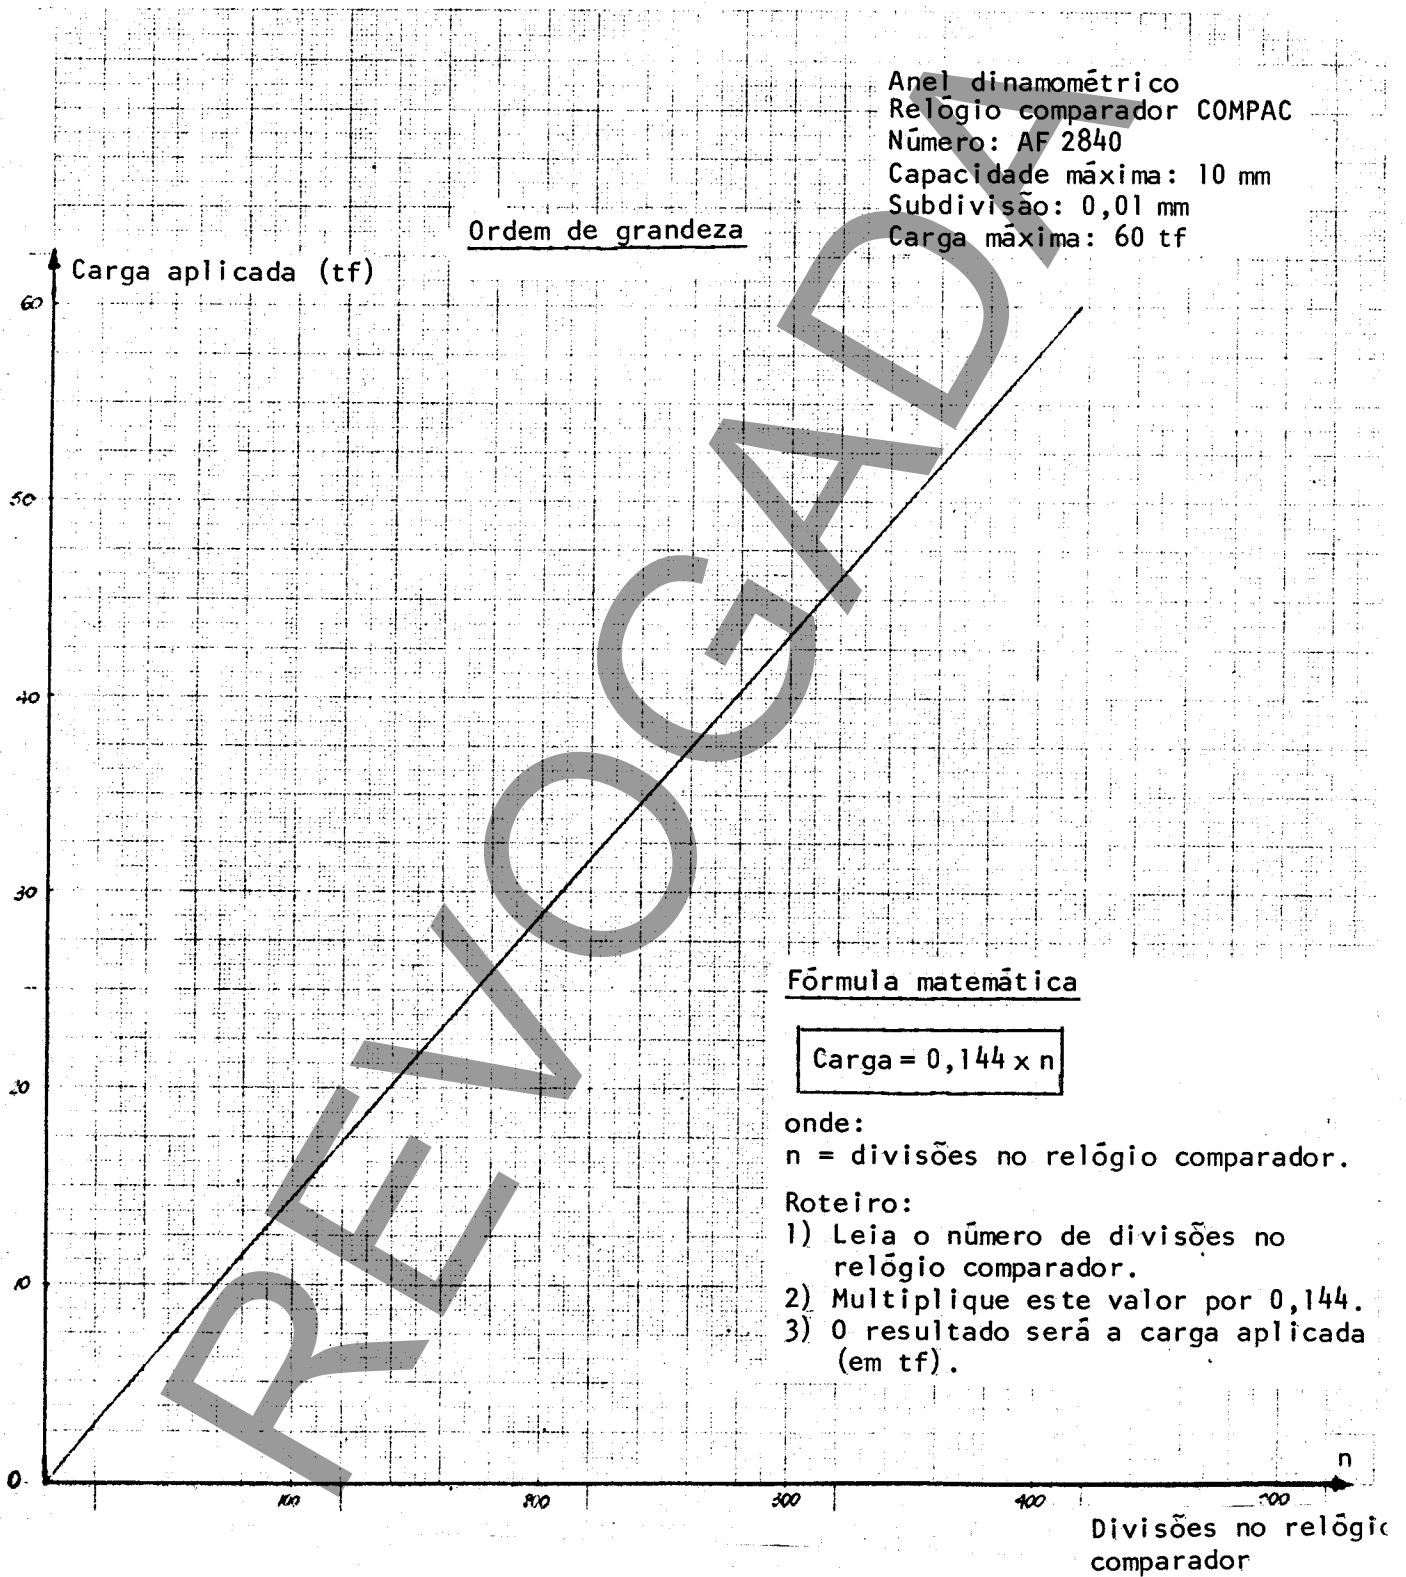 Anel dinamométrico
Relógio comparador COMPAC
Número: AF 2840
Capacidade máxima: 10 mm
Subdivisão: 0,01 mm
Carga máxima: 60 tf
Ordem de grandeza
Carga aplicada (tf)
60
50
40
30
20
10
0
Fórmula matemática
Carga = 0,144 x n
onde:
n = divisões no relógio comparador.
Roteiro:
1) Leia o número de divisões no
relógio comparador.
2) Multiplique este valor por 0,144.
3) O resultado será a carga aplicada
(em tf).
n
100
200
300
400
500
Divisões no relógio
comparador
REVOGADA